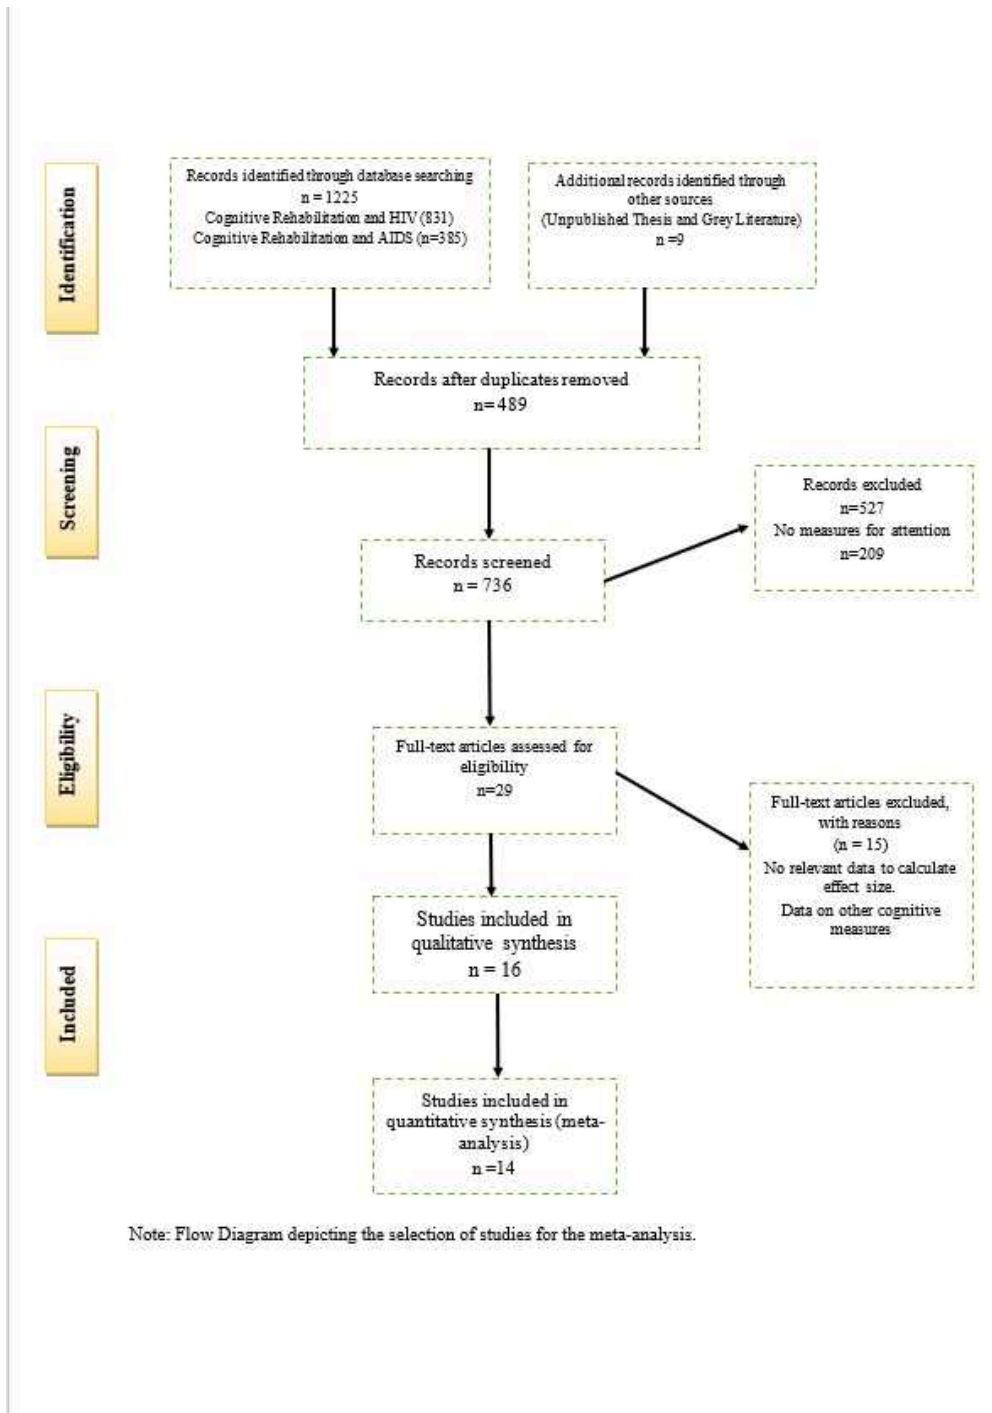 Identification
Records identified through database searching
n = 1225
Cognitive Rehabilitation and HIV (831)
Cognitive Rehabilitation and AIDS (n=385)
Additional records identified through
other sources
(Unpublished Thesis and Grey Literature)
n =9
Records after duplicates removed
n= 489
Screening
Records screened
n = 736
Records excluded
n=527
No measures for attention
n=209
Eligibility
Full-text articles assessed for
eligibility
n=29
Full-text articles excluded,
with reasons
(n = 15)
No relevant data to calculate
effect size.
Data on other cognitive
measures
Included
Studies included in
qualitative synthesis
n = 16
Studies included in
quantitative synthesis (meta-
analysis)
n =14
Note: Flow Diagram depicting the selection of studies for the meta-analysis.